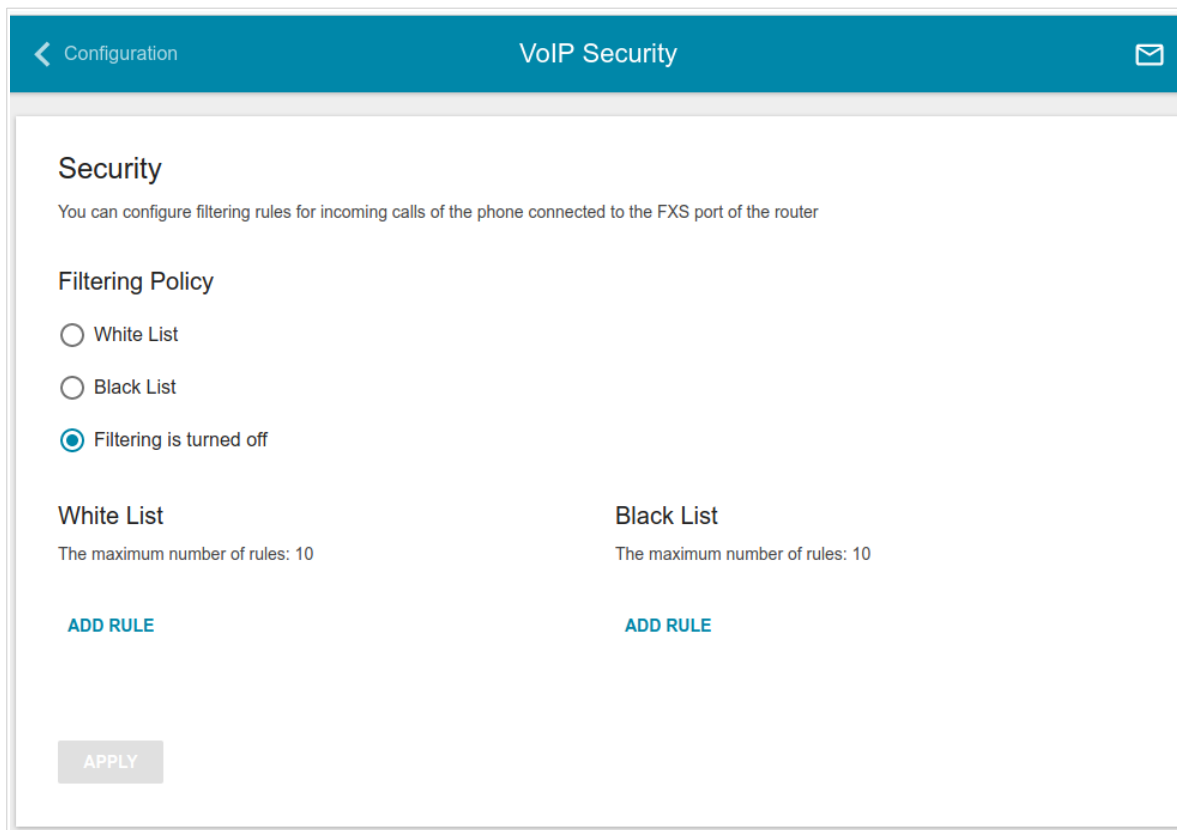 Configuration
VoIP Security
Security
You can configure filtering rules for incoming calls of the phone connected to the FXS port of the router
Filtering Policy
White List
Black List
Filtering is turned off
White List
The maximum number of rules: 10
ADD RULE
Black List
The maximum number of rules: 10
ADD RULE
APPLY